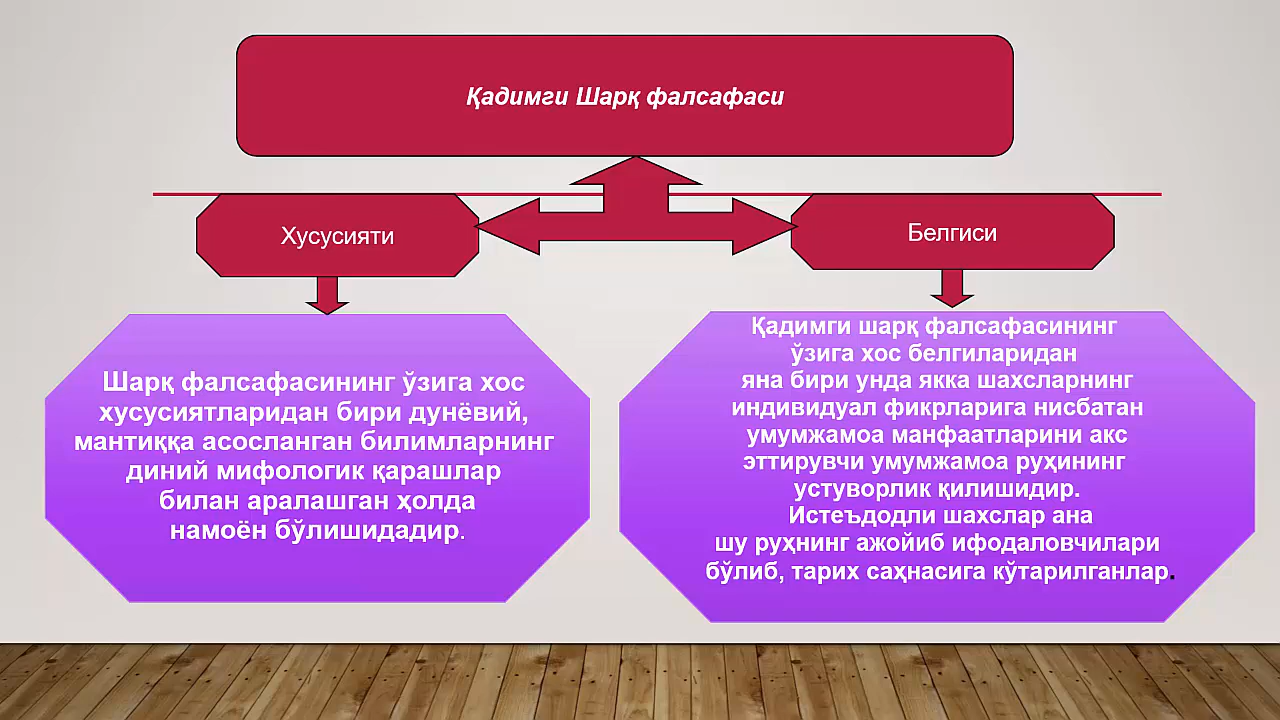 Қадимги Шарқ фалсафаси
Хусусияти
Белгиси
Шарқ фалсафасининг ўзига хос
хусусиятларидан бири дунёвий,
мантиққа асосланган билимларнинг
диний мифологик қарашлар
билан аралашган ҳолда
намоён бўлишидадир.
Қадимги шарқ фалсафасининг
ўзига хос белгиларидан
яна бири унда якка шахсларнинг
индивидуал фикрларига нисбатан
умумжамоа манфаатларини акс
эттирувчи умумжамоа руҳининг
устуворлик қилишидир.
Истеъдодли шахслар ана
шу руҳнинг ажойиб ифодаловчилари
бўлиб, тарих саҳнасига кўтарилганлар.